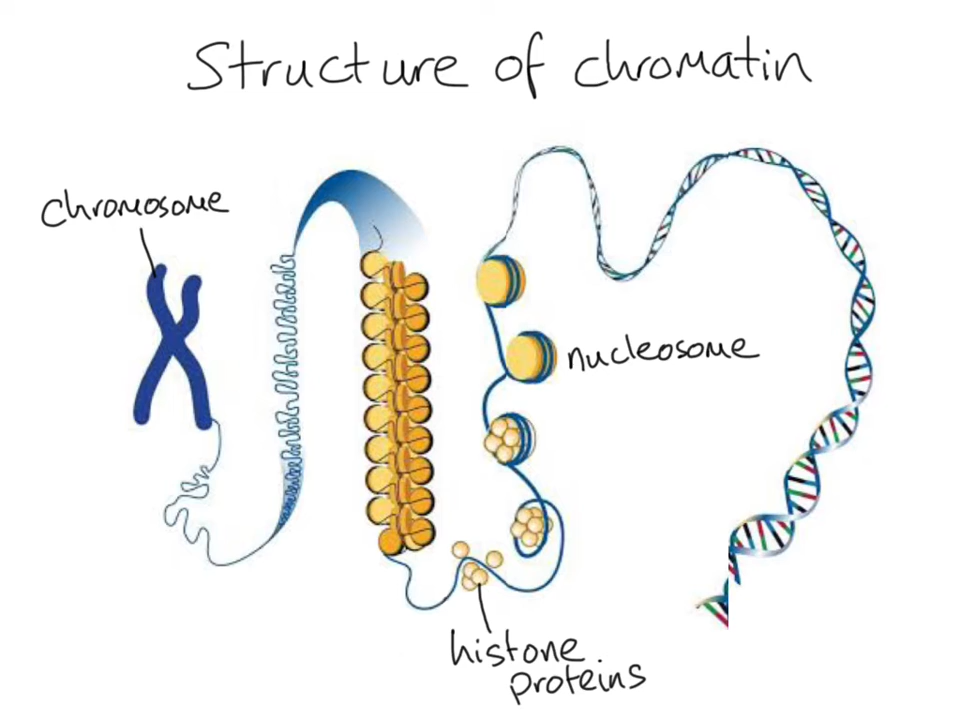 Structure of chromatin
chromosome
nucleosome
histone
proteins